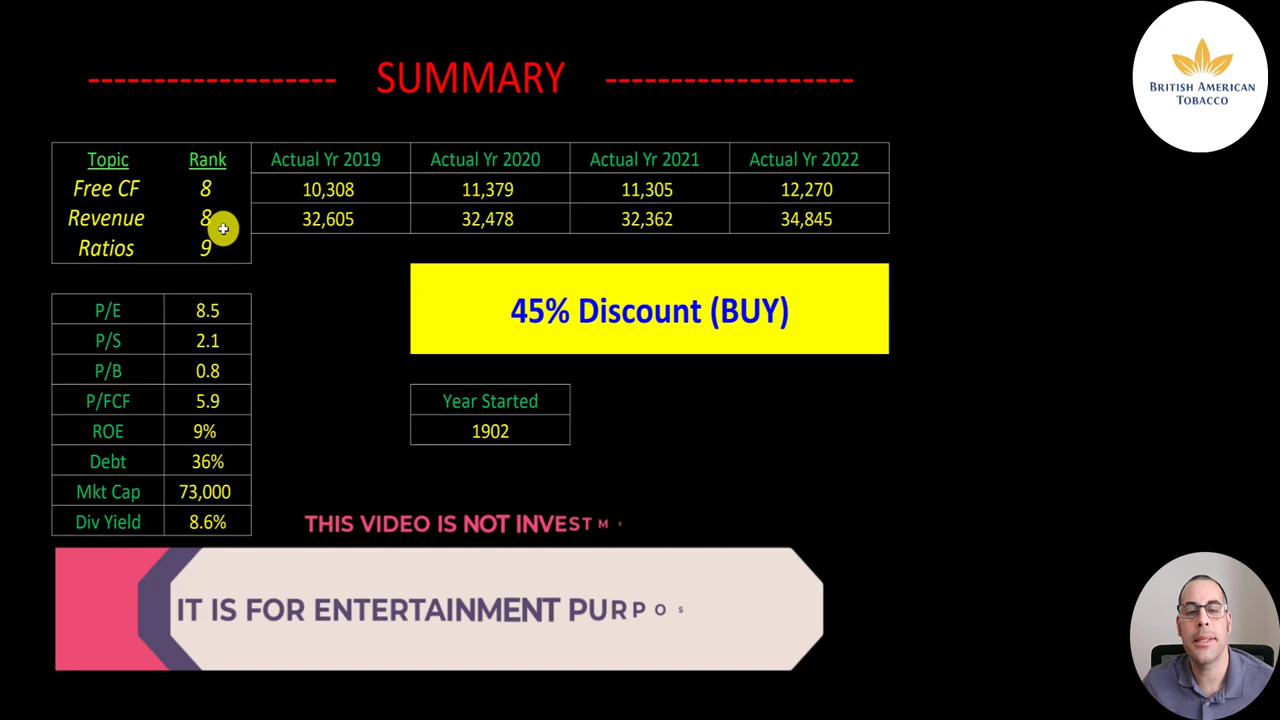 ------------------- SUMMARY -------------------
BRITISH AMERICAN
TOBACCO
Topic Rank Actual Yr 2019 Actual Yr 2020 Actual Yr 2021 Actual Yr 2022
Free CF 8 10,308 11,379 11,305 12,270
Revenue 8 32,605 32,478 32,362 34,845
Ratios 9
45% Discount (BUY)
P/E 8.5
P/S 2.1
P/B 0.8
P/FCF 5.9
ROE 9%
Debt 36%
Mkt Cap 73,000
Div Yield 8.6%
Year Started
1902
THIS VIDEO IS NOT INVESTM
IT IS FOR ENTERTAINMENT PURPOS